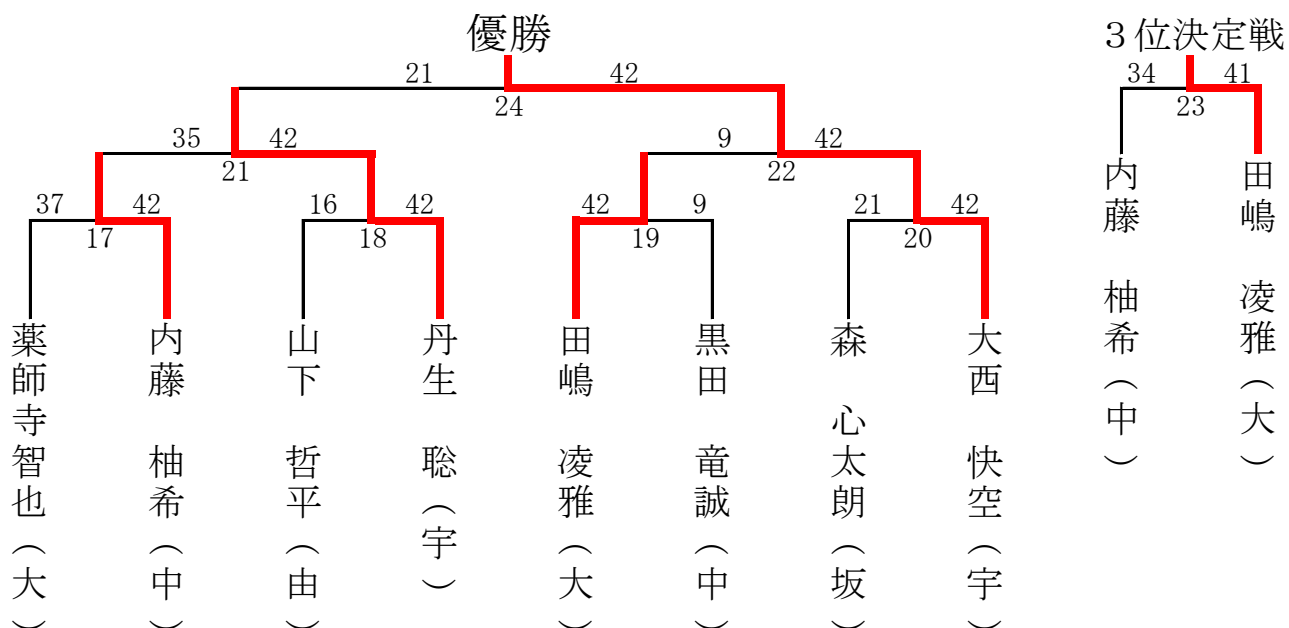 優勝
３位決定戦
21 42
24
34 41
23
35 42
21
9 42
22
37 42
17
16 42
18
42 9
19
21 42
20
薬師寺智也（大）
内藤　柚希（中）
山下　哲平（由）
丹生　聡（宇）
田嶋　凌雅（大）
黒田　竜誠（中）
森　心太朗（坂）
大西　快空（宇）
内藤　柚希（中）
田嶋　凌雅（大）